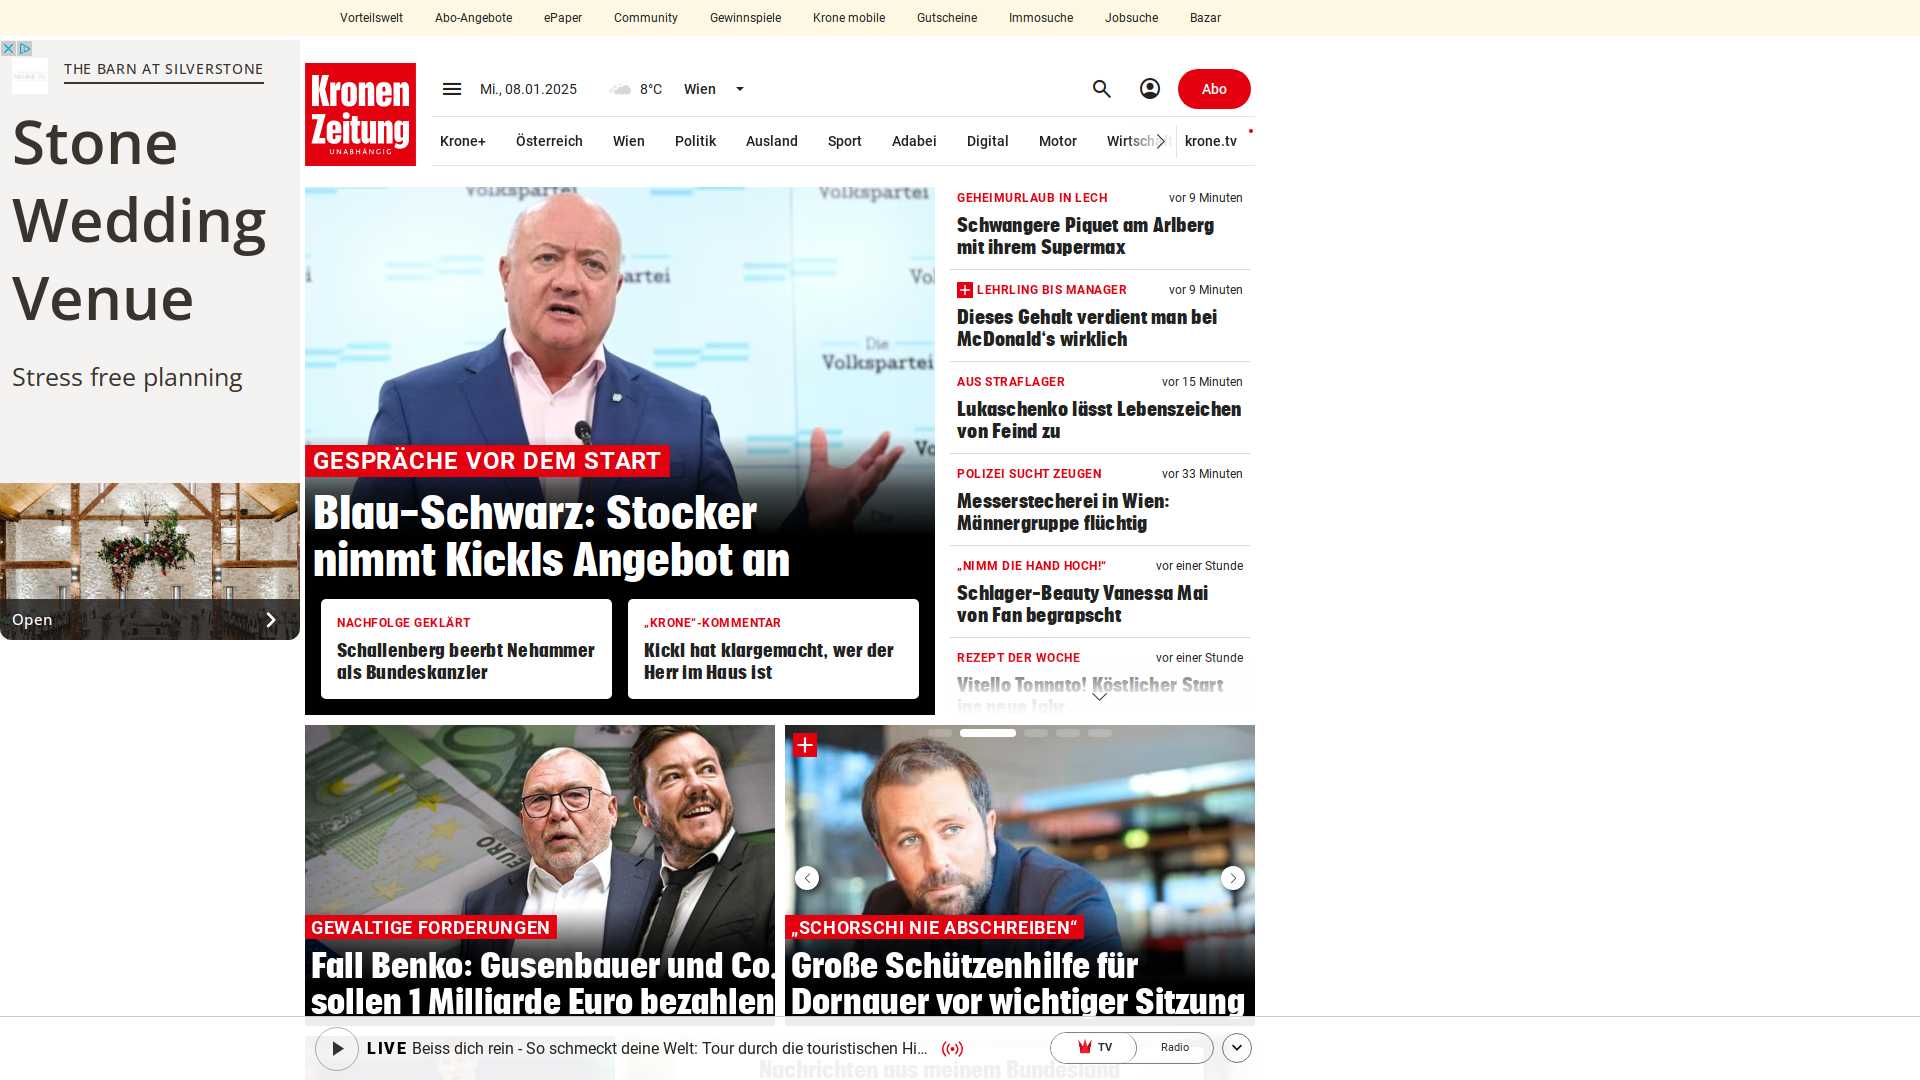 Vorteilswelt
Abo-Angebote
ePaper
Community
Gewinnspiele
Krone mobile
Gutscheine
Immosuche
Jobsuche
Bazar
THE BARN AT SILVERSTONE
Stone
Wedding
Venue
Stress free planning
Open
Kronen
Zeitung
UNABHÄNGIG
Mi., 08.01.2025
8°C
Wien
Abo
Krone+
Österreich
Wien
Politik
Ausland
Sport
Adabei
Digital
Motor
Wirtschaft
krone.tv
Volkspartei
Volkspartei
Die
Volkspartei
GESPRÄCHE VOR DEM START
Blau-Schwarz: Stocker
nimmt Kickls Angebot an
NACHFOLGE GEKLÄRT
Schallenberg beerbt Nehammer
als Bundeskanzler
„KRONE“-KOMMENTAR
Kickl hat klargemacht, wer der
Herr im Haus ist
GEHEIMURLAUB IN LECH
vor 9 Minuten
Schwangere Piquet am Arlberg
mit ihrem Supermax
LEHRLING BIS MANAGER
vor 9 Minuten
Dieses Gehalt verdient man bei
McDonald‘s wirklich
AUS STRAFLAGER
vor 15 Minuten
Lukaschenko lässt Lebenszeichen
von Feind zu
POLIZEI SUCHT ZEUGEN
vor 33 Minuten
Messerstecherei in Wien:
Männergruppe flüchtig
„NIMM DIE HAND HOCH!“
vor einer Stunde
Schlager-Beauty Vanessa Mai
von Fan begrapscht
REZEPT DER WOCHE
vor einer Stunde
Vitello Tonnato! Köstlicher Start
ins neue Jahr
EURO
GEWALTIGE FORDERUNGEN
Fall Benko: Gusenbauer und Co.
sollen 1 Milliarde Euro bezahlen
„SCHORSCHI NIE ABSCHREIBEN“
Große Schützenhilfe für
Dornauer vor wichtiger Sitzung
LIVE Beiss dich rein - So schmeckt deine Welt: Tour durch die touristischen Hi...
TV
Radio
Nachrichten aus meinem Bundesland